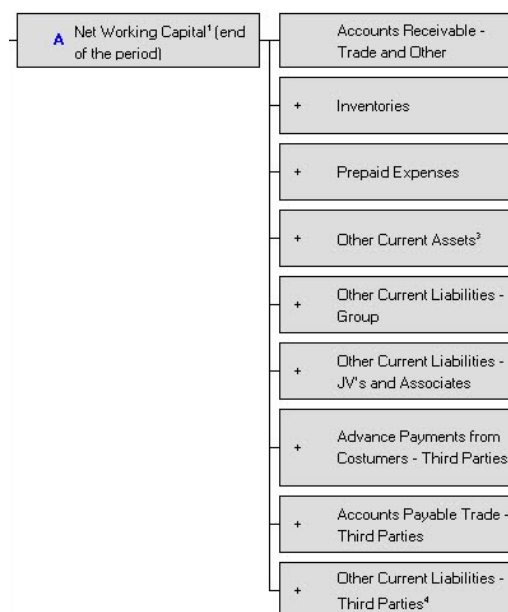 A Net Working Capital¹ (end
of the period)
Accounts Receivable -
Trade and Other
+ Inventories
+ Prepaid Expenses
+ Other Current Assets³
+ Other Current Liabilities -
Group
+ Other Current Liabilities -
JV's and Associates
+ Advance Payments from
Costumers - Third Parties
+ Accounts Payable Trade -
Third Parties
+ Other Current Liabilities -
Third Parties⁴